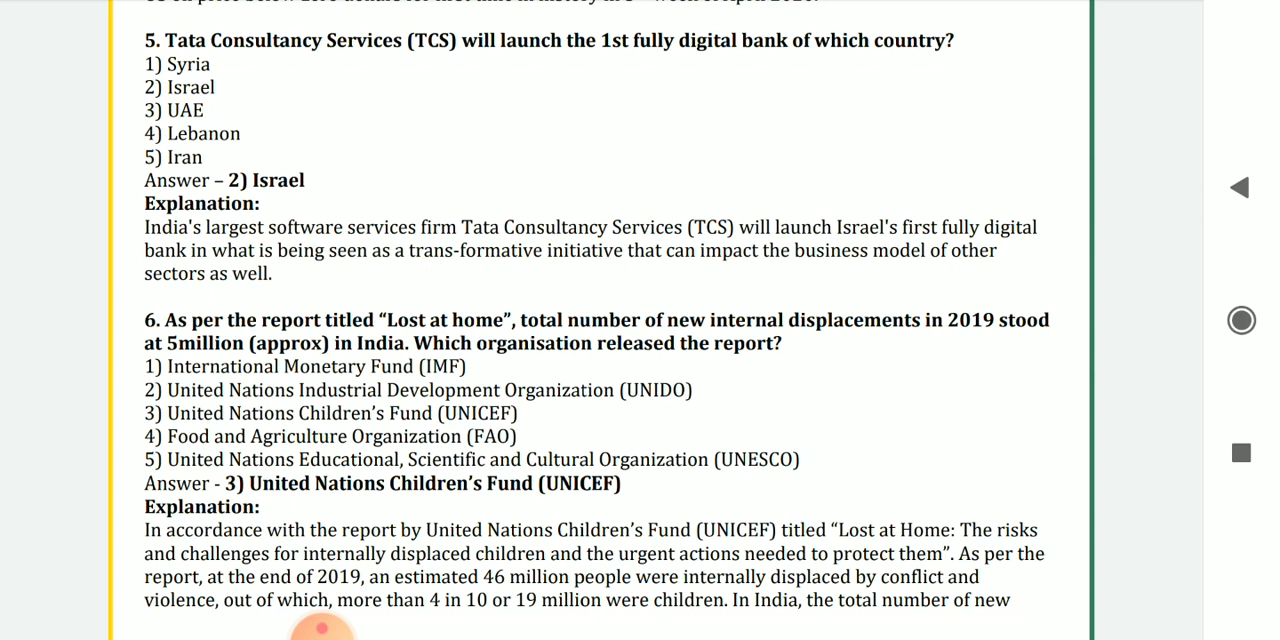 5. Tata Consultancy Services (TCS) will launch the 1st fully digital bank of which country?
1) Syria
2) Israel
3) UAE
4) Lebanon
5) Iran
Answer – 2) Israel
Explanation:
India's largest software services firm Tata Consultancy Services (TCS) will launch Israel's first fully digital
bank in what is being seen as a trans-formative initiative that can impact the business model of other
sectors as well.
6. As per the report titled “Lost at home”, total number of new internal displacements in 2019 stood
at 5million (approx) in India. Which organisation released the report?
1) International Monetary Fund (IMF)
2) United Nations Industrial Development Organization (UNIDO)
3) United Nations Children’s Fund (UNICEF)
4) Food and Agriculture Organization (FAO)
5) United Nations Educational, Scientific and Cultural Organization (UNESCO)
Answer - 3) United Nations Children’s Fund (UNICEF)
Explanation:
In accordance with the report by United Nations Children’s Fund (UNICEF) titled “Lost at Home: The risks
and challenges for internally displaced children and the urgent actions needed to protect them”. As per the
report, at the end of 2019, an estimated 46 million people were internally displaced by conflict and
violence, out of which, more than 4 in 10 or 19 million were children. In India, the total number of new